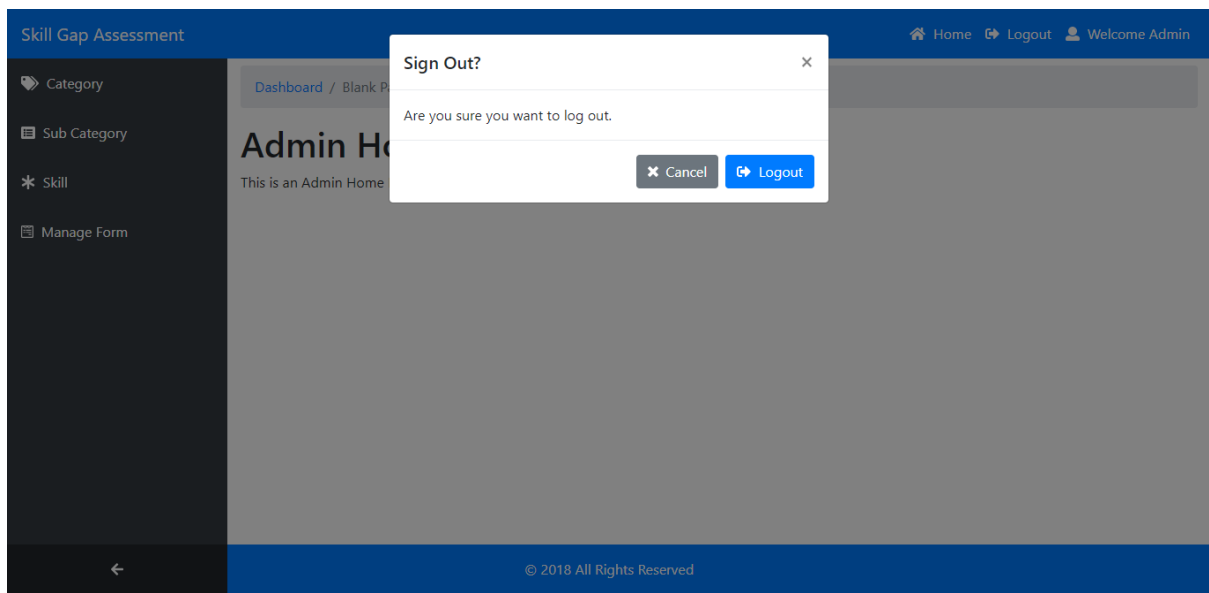 Skill Gap Assessment
Home Logout Welcome Admin
Sign Out? ×
Category
Dashboard / Blank
Are you sure you want to log out.
Sub Category
Admin
Cancel Logout
Skill
This is an Admin Home
Manage Form
© 2018 All Rights Reserved